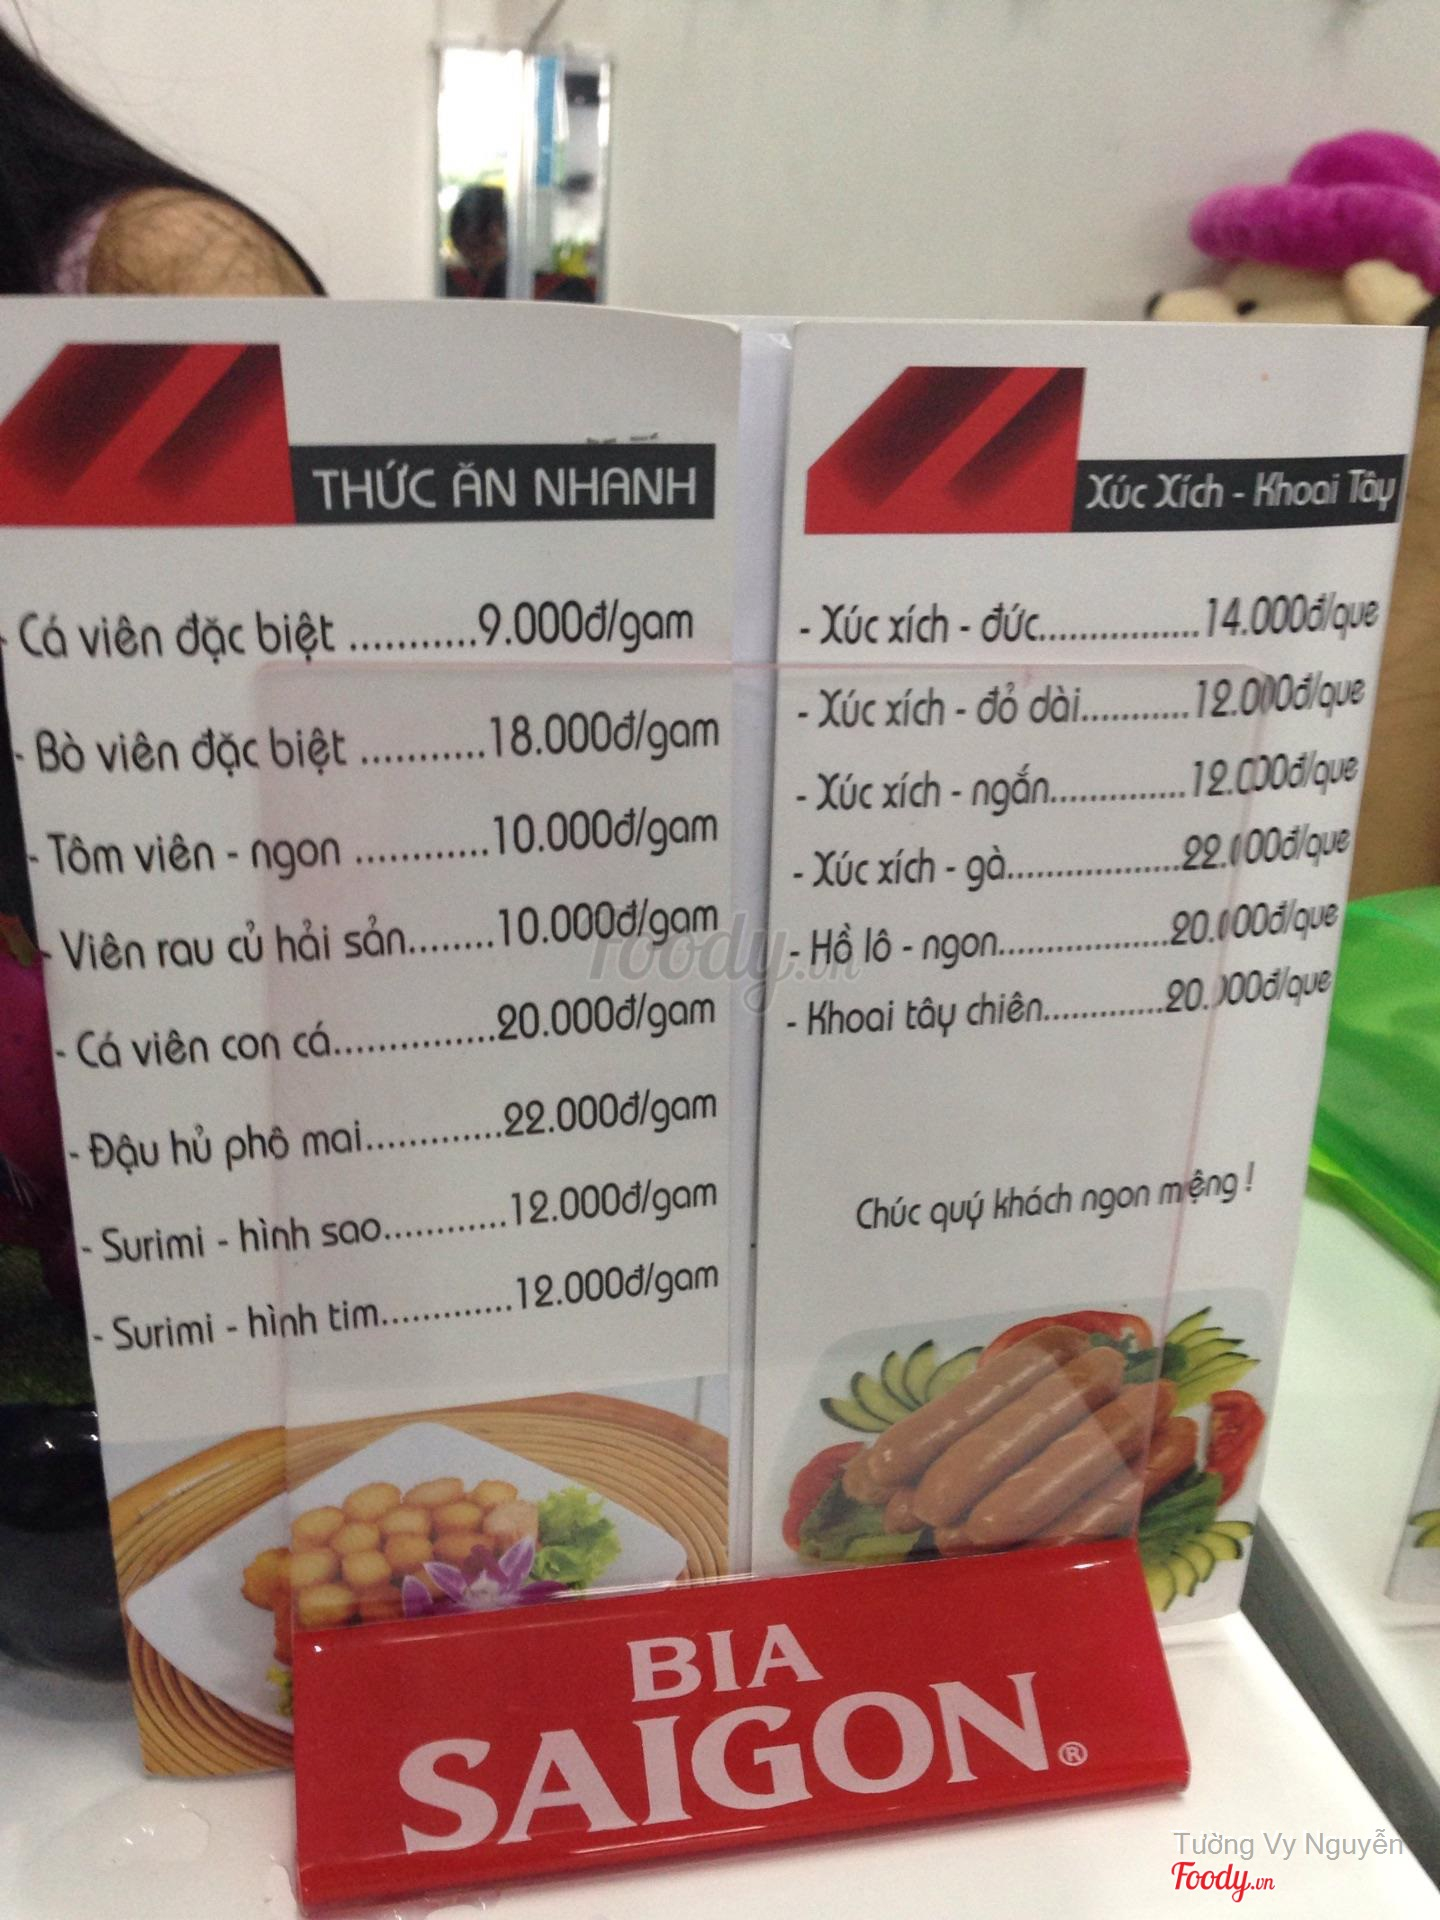 THỨC ĂN NHANH
- Cá viên đặc biệt ............9.000đ/gam
- Bò viên đặc biệt ...........18.000đ/gam
- Tôm viên - ngon ............10.000đ/gam
- Viên rau củ hải sản........10.000đ/gam
- Cá viên con cá...............20.000đ/gam
- Đậu hủ phô mai.............22.000đ/gam
- Surimi - hình sao...........12.000đ/gam
- Surimi - hình tim............12.000đ/gam
Xúc Xích - Khoai Tây
- Xúc xích - đức................14.000đ/que
- Xúc xích - đỏ dài...........12.000đ/que
- Xúc xích - ngắn..............12.000đ/que
- Xúc xích - gà..................22.000đ/que
- Hồ lô - ngon..................20.000đ/que
- Khoai tây chiên............20.000đ/que
Chúc quý khách ngon miệng !
foody.vn
BIA
SAIGON®
Tường Vy Nguyễn
Foody.vn